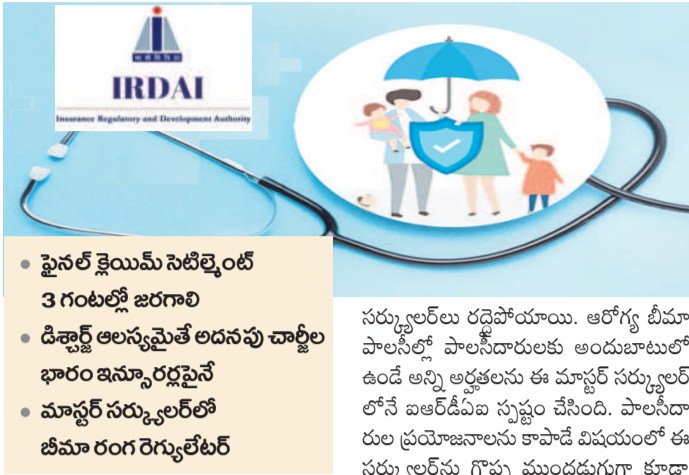 IRDAI
Insurance Regulatory and Development Authority
• ఫైనల్ క్లెయిమ్ సెటిల్మెంట్
3 గంటల్లో జరగాలి
• డిశ్చార్జ్ ఆలస్యమైతే అదనపు చార్జీల
భారం ఇన్సూరర్లపైనే
• మాస్టర్ సర్క్యులర్‌లో
బీమా రంగ రెగ్యులేటర్
సర్క్యులర్‌లు రద్దైపోయాయి. ఆరోగ్య బీమా
పాలసీల్లో పాలసీదారులకు అందుబాటులో
ఉండే అన్ని అర్హతలను ఈ మాస్టర్ సర్క్యులర్
లోనే ఐఆర్‌డీఏఐ స్పష్టం చేసింది. పాలసీదా
రుల ప్రయోజనాలను కాపాడే విషయంలో ఈ
సర్క్యులర్‌ను గొప్ప ముందడుగుగా కూడా